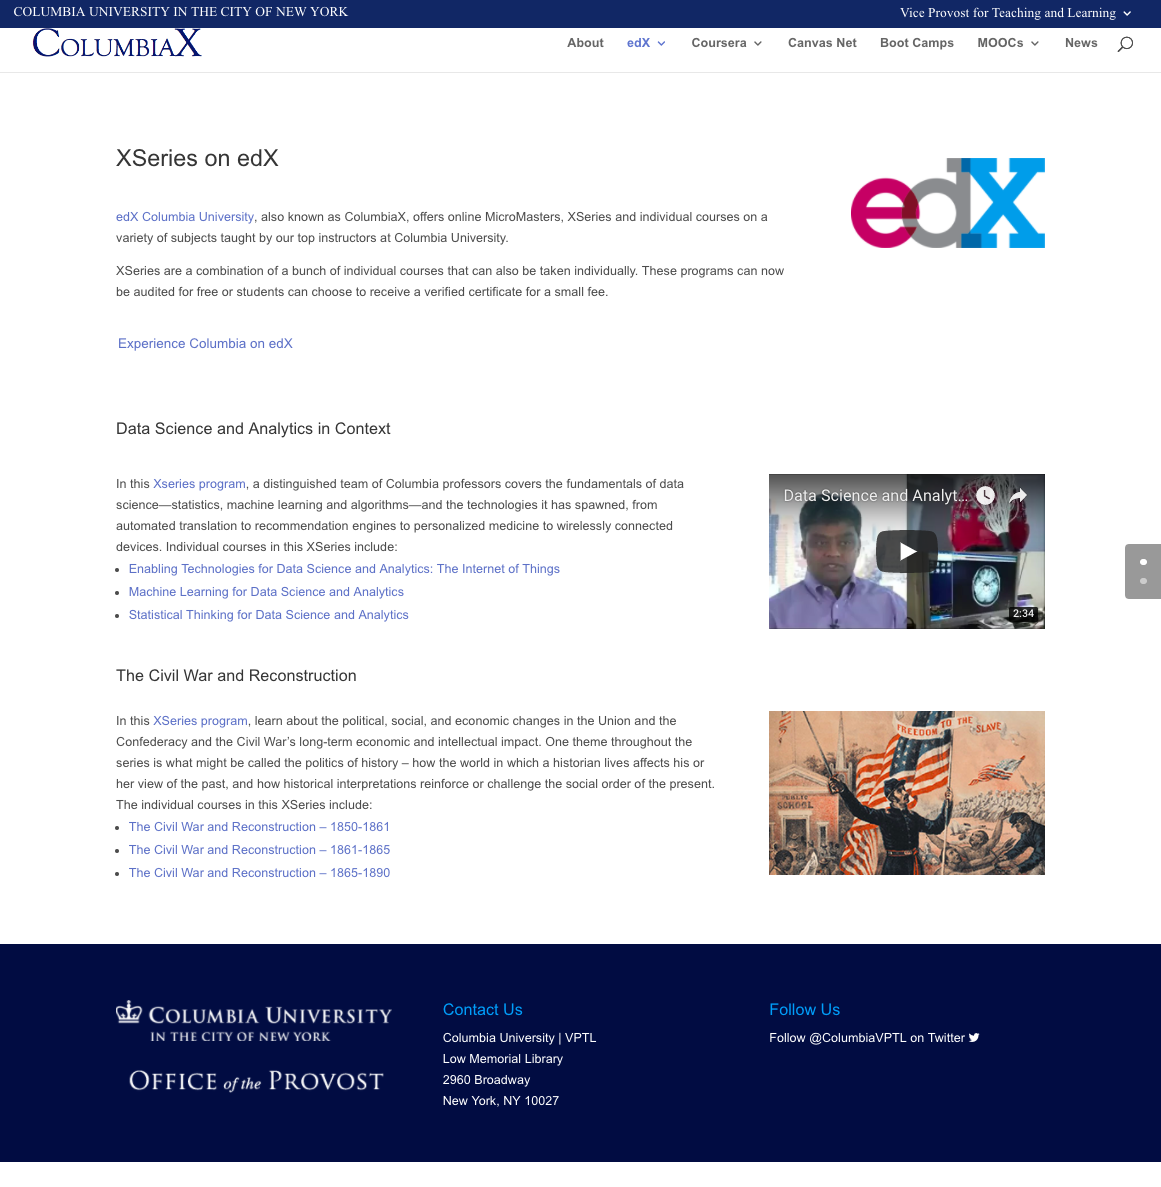 COLUMBIA UNIVERSITY IN THE CITY OF NEW YORK
Vice Provost for Teaching and Learning
COLUMBIAX
About edX Coursera Canvas Net Boot Camps MOOCs News
XSeries on edX
edX
edX Columbia University, also known as ColumbiaX, offers online MicroMasters, XSeries and individual courses on a
variety of subjects taught by our top instructors at Columbia University.
XSeries are a combination of a bunch of individual courses that can also be taken individually. These programs can now
be audited for free or students can choose to receive a verified certificate for a small fee.
Experience Columbia on edX
Data Science and Analytics in Context
In this Xseries program, a distinguished team of Columbia professors covers the fundamentals of data
science—statistics, machine learning and algorithms—and the technologies it has spawned, from
automated translation to recommendation engines to personalized medicine to wirelessly connected
devices. Individual courses in this XSeries include:
Enabling Technologies for Data Science and Analytics: The Internet of Things
Machine Learning for Data Science and Analytics
Statistical Thinking for Data Science and Analytics
Data Science and Analyt...
2:34
The Civil War and Reconstruction
In this XSeries program, learn about the political, social, and economic changes in the Union and the
Confederacy and the Civil War's long-term economic and intellectual impact. One theme throughout the
series is what might be called the politics of history – how the world in which a historian lives affects his or
her view of the past, and how historical interpretations reinforce or challenge the social order of the present.
The individual courses in this XSeries include:
The Civil War and Reconstruction – 1850-1861
The Civil War and Reconstruction – 1861-1865
The Civil War and Reconstruction – 1865-1890
FREEDOM TO THE SLAVE
SCHOOL
COLUMBIA UNIVERSITY
IN THE CITY OF NEW YORK
OFFICE of the PROVOST
Contact Us
Columbia University | VPTL
Low Memorial Library
2960 Broadway
New York, NY 10027
Follow Us
Follow @ColumbiaVPTL on Twitter